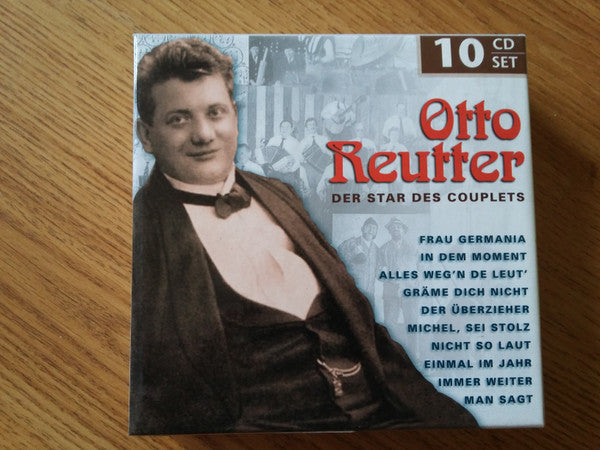 10 CD
SET
Otto
Reutter
DER STAR DES COUPLETS
FRAU GERMANIA
IN DEM MOMENT
ALLES WEG'N DE LEUT'
GRÄME DICH NICHT
DER ÜBERZIEHER
MICHEL, SEI STOLZ
NICHT SO LAUT
EINMAL IM JAHR
IMMER WEITER
MAN SAGT